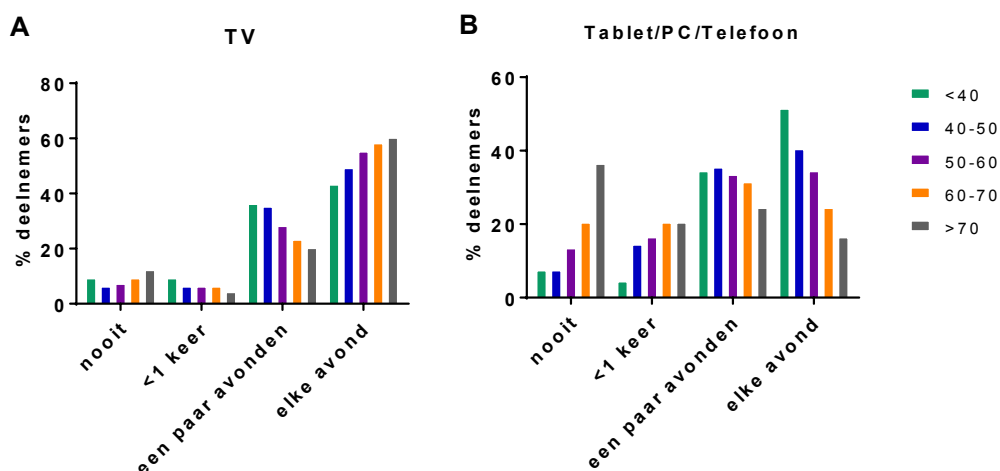 A
TV
% deelnemers
80
60
40
20
0
nooit
<1 keer
een paar avonden
elke avond
B
Tablet/PC/Telefoon
% deelnemers
60
40
20
0
nooit
<1 keer
een paar avonden
elke avond
<40
40-50
50-60
60-70
>70